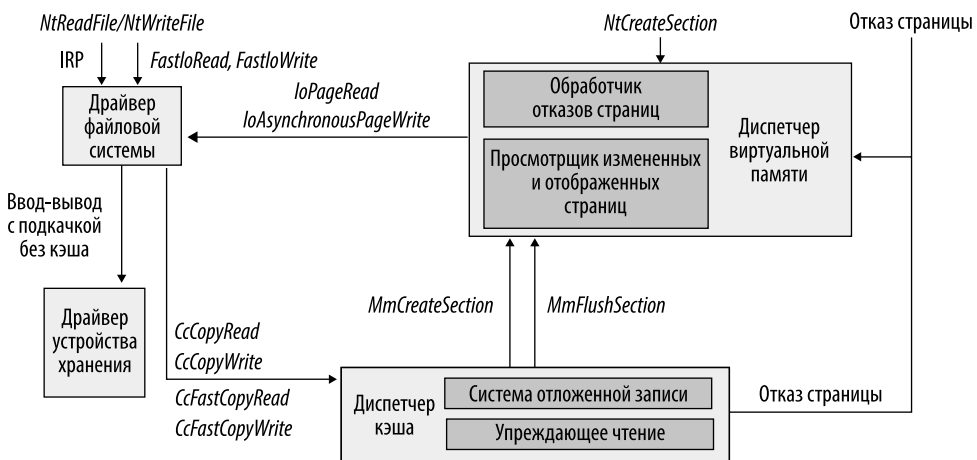 NtReadFile/NtWriteFile
IRP
FastIoRead, FastIoWrite
Драйвер
файловой
системы
IoPageRead
IoAsynchronousPageWrite
NtCreateSection
Отказ страницы
Обработчик
отказов страниц
Просмотрщик измененных
и отображенных
страниц
Диспетчер
виртуальной
памяти
Ввод-вывод
с подкачкой
без кэша
Драйвер
устройства
хранения
CcCopyRead
CcCopyWrite
CcFastCopyRead
CcFastCopyWrite
MmCreateSection
MmFlushSection
Диспетчер
кэша
Система отложенной записи
Упреждающее чтение
Отказ страницы